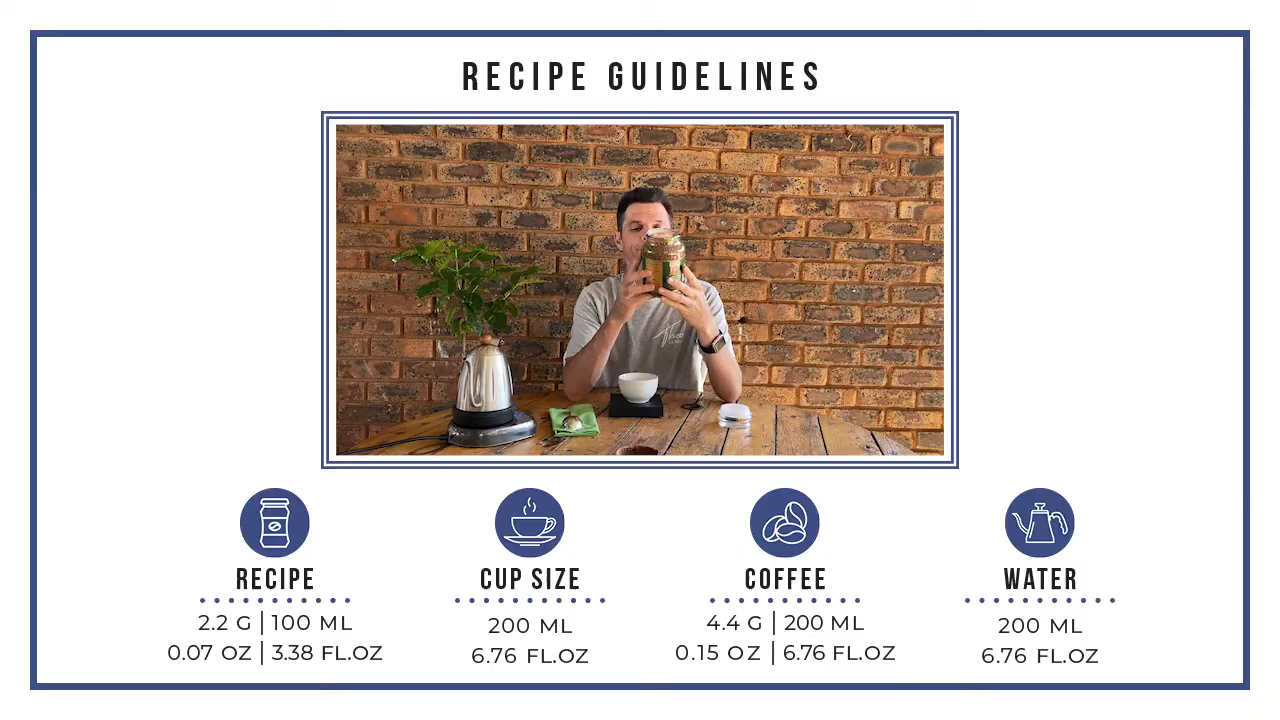 RECIPE GUIDELINES
Theo
RECIPE
2.2 G | 100 ML
0.07 OZ | 3.38 FL.OZ
CUP SIZE
200 ML
6.76 FL.OZ
COFFEE
4.4 G | 200 ML
0.15 OZ | 6.76 FL.OZ
WATER
200 ML
6.76 FL.OZ